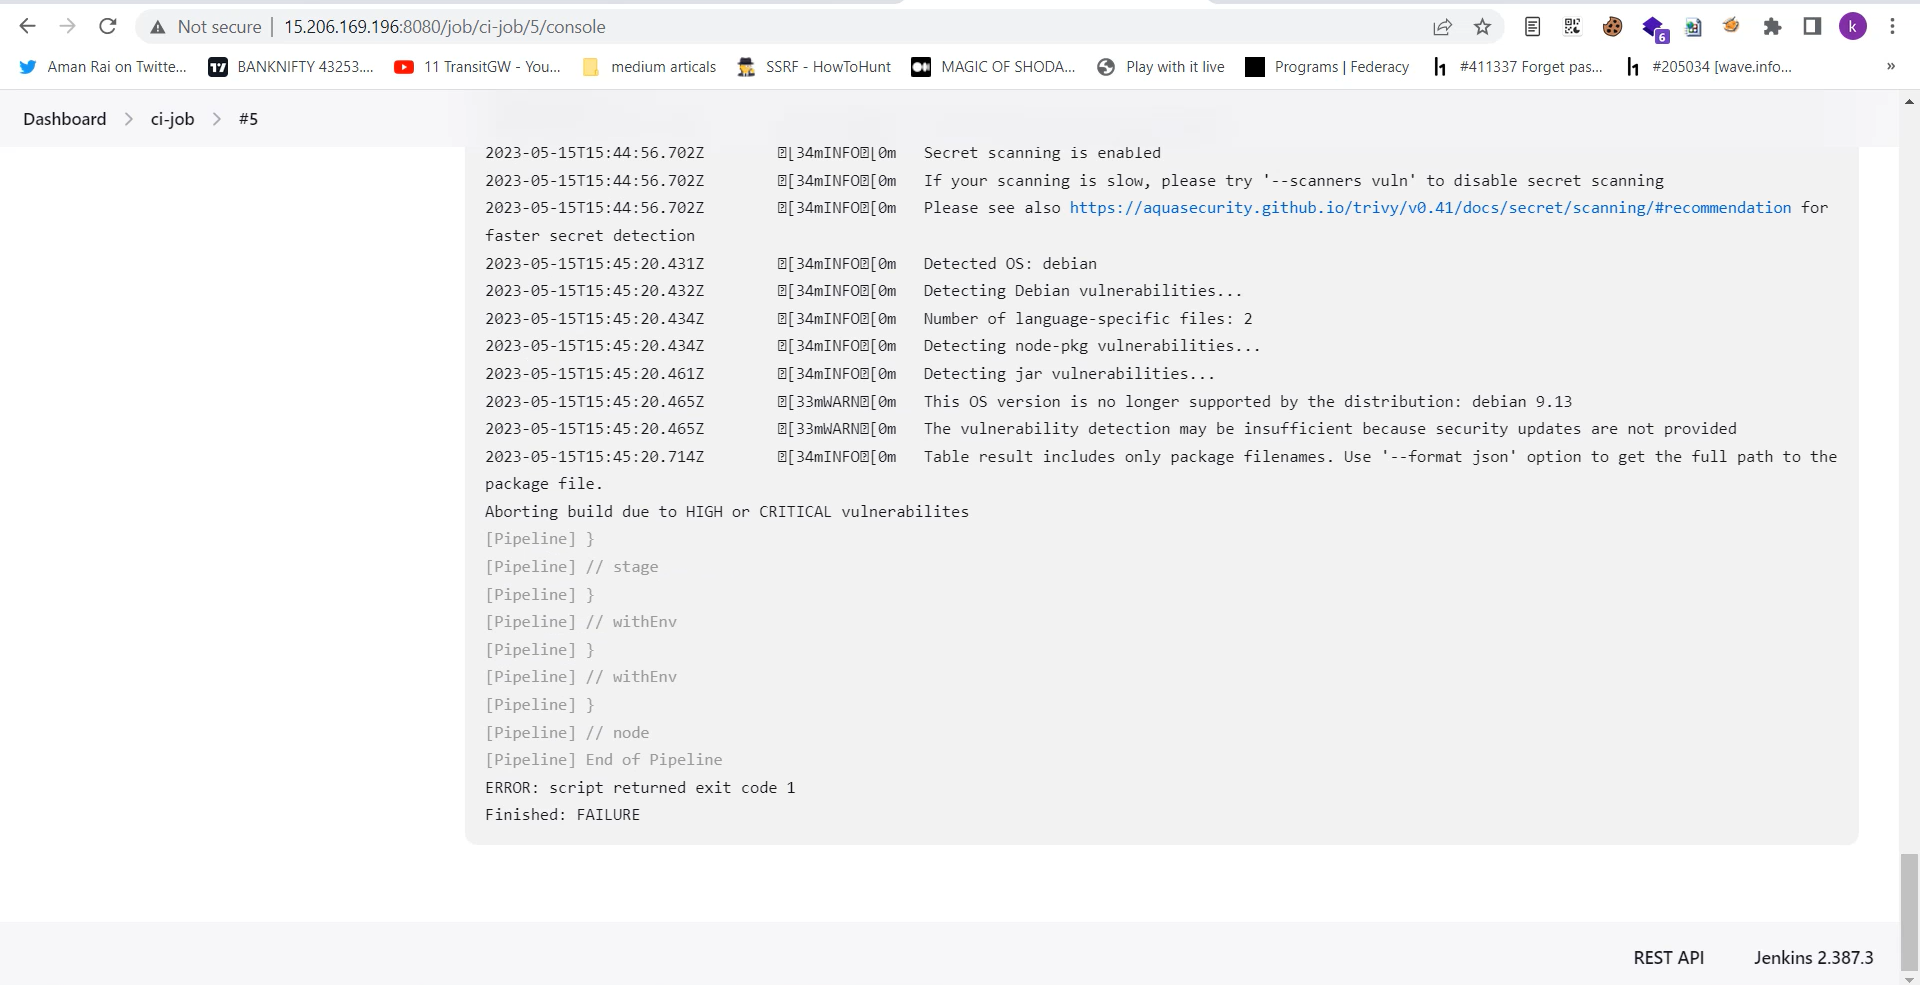 Not secure | 15.206.169.196:8080/job/ci-job/5/console
6
k
Aman Rai on Twitte...
BANKNIFTY 43253....
11 TransitGW - You...
medium articals
SSRF - HowToHunt
MAGIC OF SHODA...
Play with it live
Programs | Federacy
#411337 Forget pas...
#205034 [wave.info...
»
Dashboard > ci-job > #5
2023-05-15T15:44:56.702Z [34mINFO[0m Secret scanning is enabled
2023-05-15T15:44:56.702Z [34mINFO[0m If your scanning is slow, please try '--scanners vuln' to disable secret scanning
2023-05-15T15:44:56.702Z [34mINFO[0m Please see also https://aquasecurity.github.io/trivy/v0.41/docs/secret/scanning/#recommendation for
faster secret detection
2023-05-15T15:45:20.431Z [34mINFO[0m Detected OS: debian
2023-05-15T15:45:20.432Z [34mINFO[0m Detecting Debian vulnerabilities...
2023-05-15T15:45:20.434Z [34mINFO[0m Number of language-specific files: 2
2023-05-15T15:45:20.434Z [34mINFO[0m Detecting node-pkg vulnerabilities...
2023-05-15T15:45:20.461Z [34mINFO[0m Detecting jar vulnerabilities...
2023-05-15T15:45:20.465Z [33mWARN[0m This OS version is no longer supported by the distribution: debian 9.13
2023-05-15T15:45:20.465Z [33mWARN[0m The vulnerability detection may be insufficient because security updates are not provided
2023-05-15T15:45:20.714Z [34mINFO[0m Table result includes only package filenames. Use '--format json' option to get the full path to the
package file.
Aborting build due to HIGH or CRITICAL vulnerabilites
[Pipeline] }
[Pipeline] // stage
[Pipeline] }
[Pipeline] // withEnv
[Pipeline] }
[Pipeline] // withEnv
[Pipeline] }
[Pipeline] // node
[Pipeline] End of Pipeline
ERROR: script returned exit code 1
Finished: FAILURE
REST API
Jenkins 2.387.3